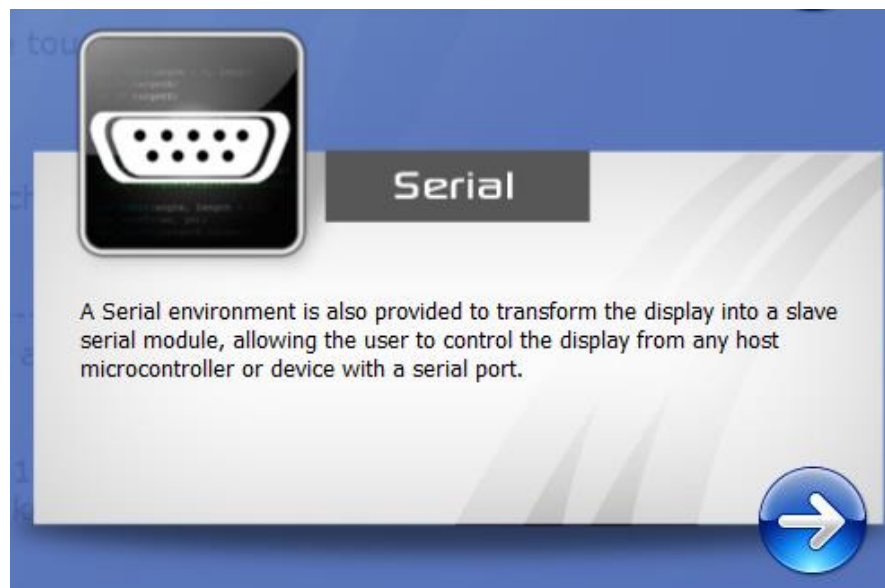 Serial
A Serial environment is also provided to transform the display into a slave
serial module, allowing the user to control the display from any host
microcontroller or device with a serial port.